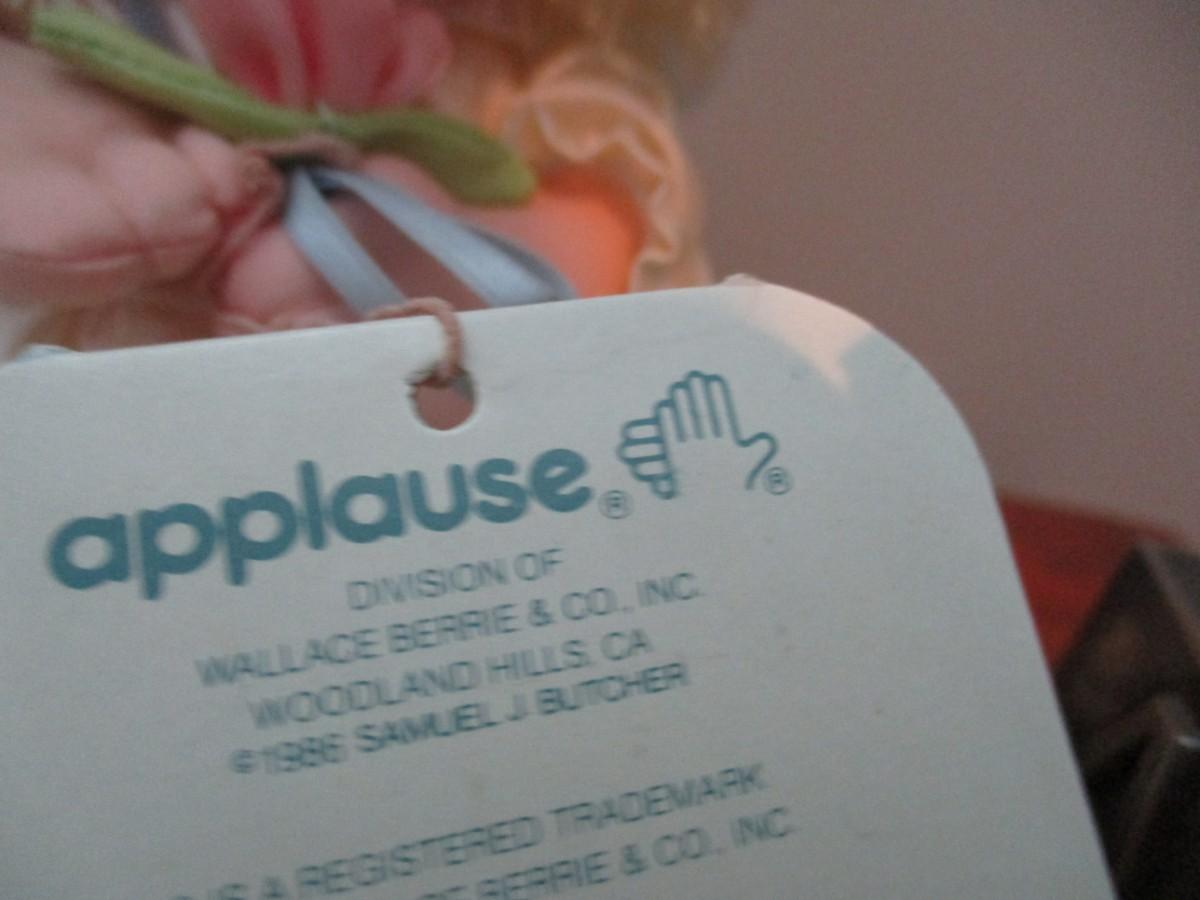 applause®
®
DIVISION OF
WALLACE BERRIE & CO., INC.
WOODLAND HILLS. CA
©1986 SAMUEL J BUTCHER
IS A REGISTERED TRADEMARK
BERRIE & CO., INC.